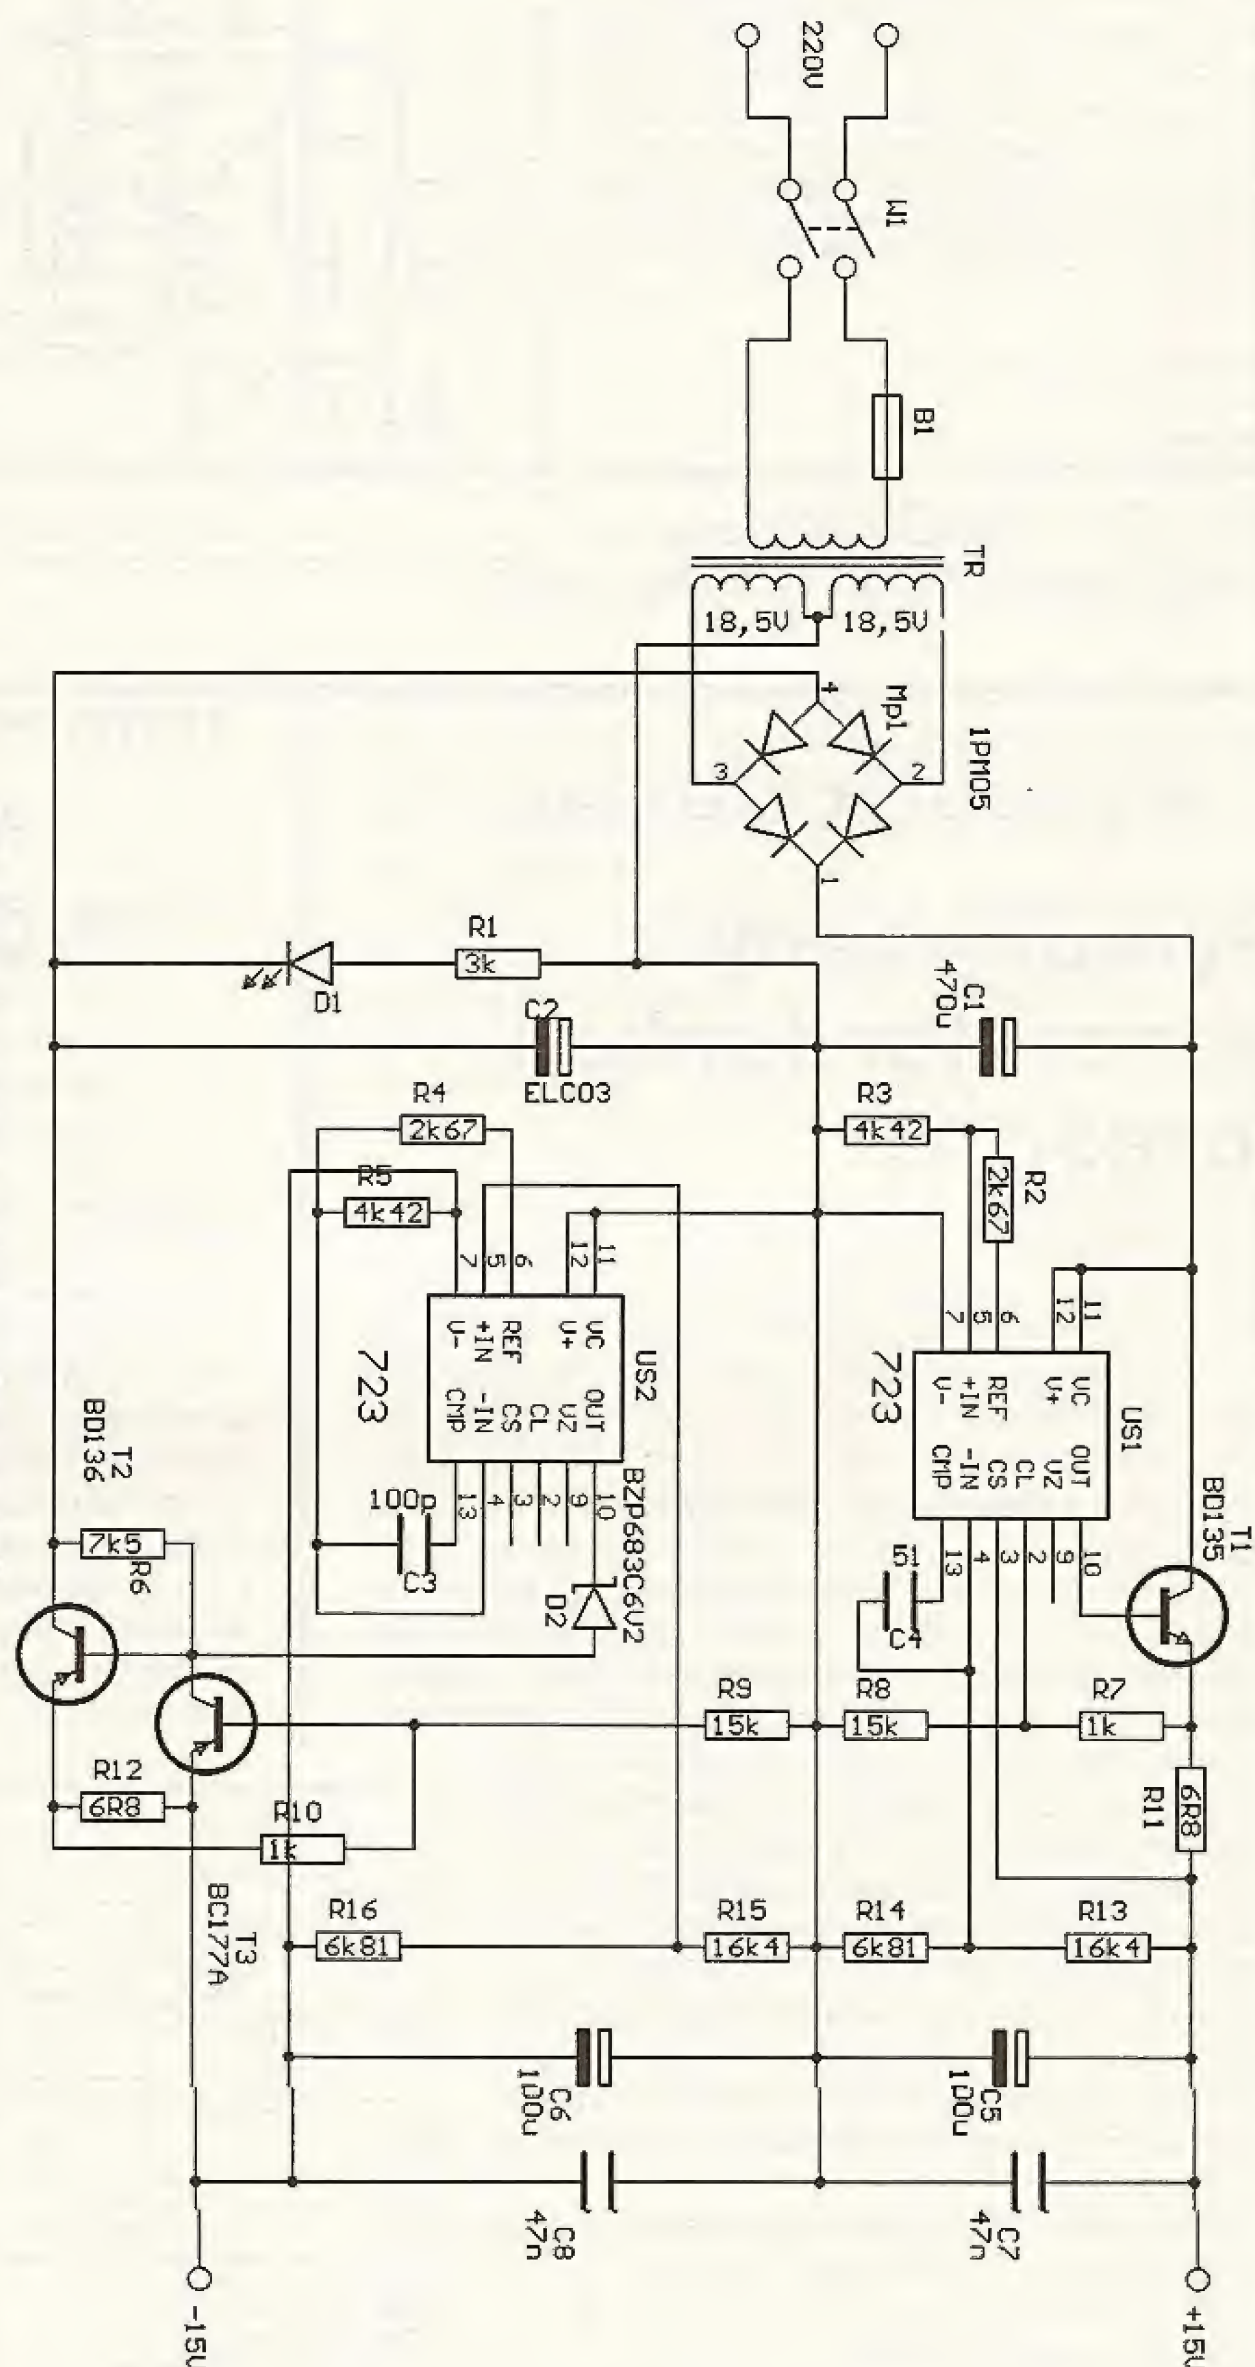 220V
W1
B1
TR
18,5V
18,5V
Mp1
1PM05
4
3
2
1
R1
3k
D1
C1
470u
C2
ELCO3
R3
4k42
R2
2k67
R4
2k67
R5
4k42
7
5
6
12
11
7
5
6
12
11
US1
723
V-
+IN
REF
V+
VC
CMP
-IN
CS
CL
VZ
OUT
13
4
3
2
9
10
US2
723
V-
+IN
REF
V+
VC
CMP
-IN
CS
CL
VZ
OUT
13
4
3
2
9
10
T1
BD135
T2
BD136
7k5
R6
100p
C3
BZP683C6V2
D2
51
C4
R9
15k
R8
15k
R7
1k
R12
6R8
R10
1k
6R8
R11
T3
BC177A
R16
6k81
R15
16k4
R14
6k81
R13
16k4
C6
100u
C5
100u
C8
47n
C7
47n
-15V
+15V